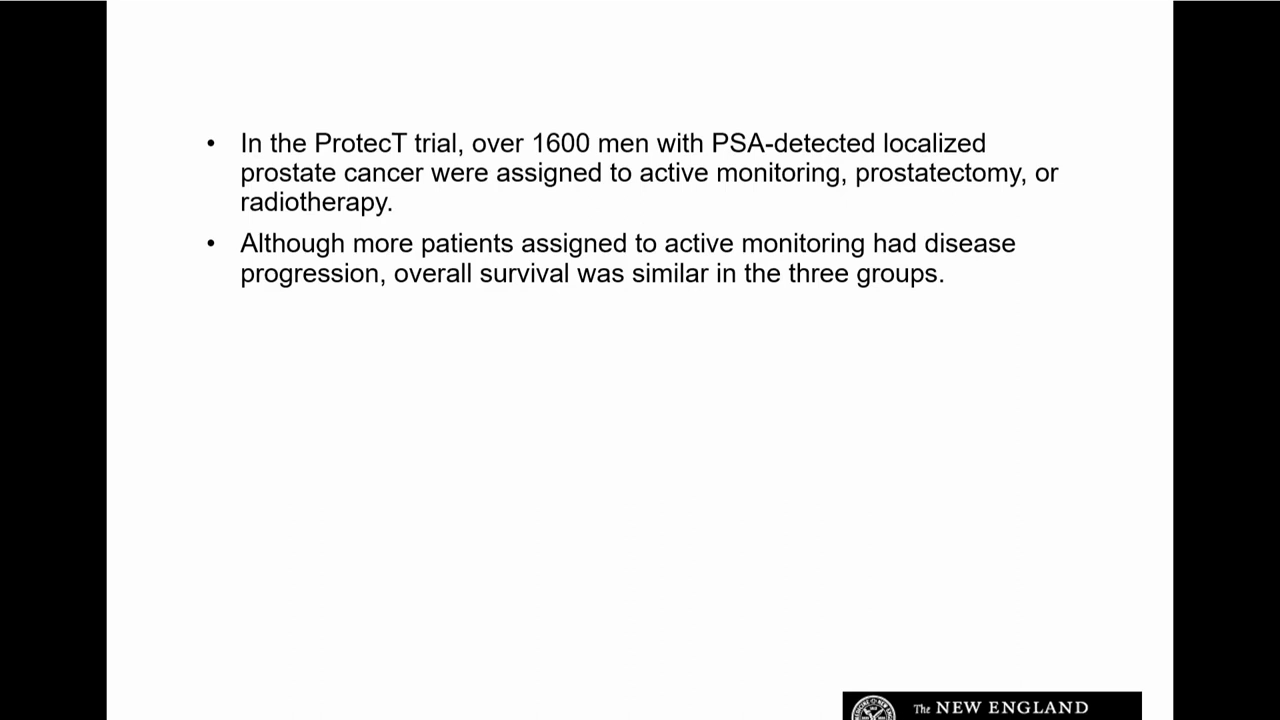 • In the ProtecT trial, over 1600 men with PSA-detected localized
prostate cancer were assigned to active monitoring, prostatectomy, or
radiotherapy.
• Although more patients assigned to active monitoring had disease
progression, overall survival was similar in the three groups.
The NEW ENGLAND